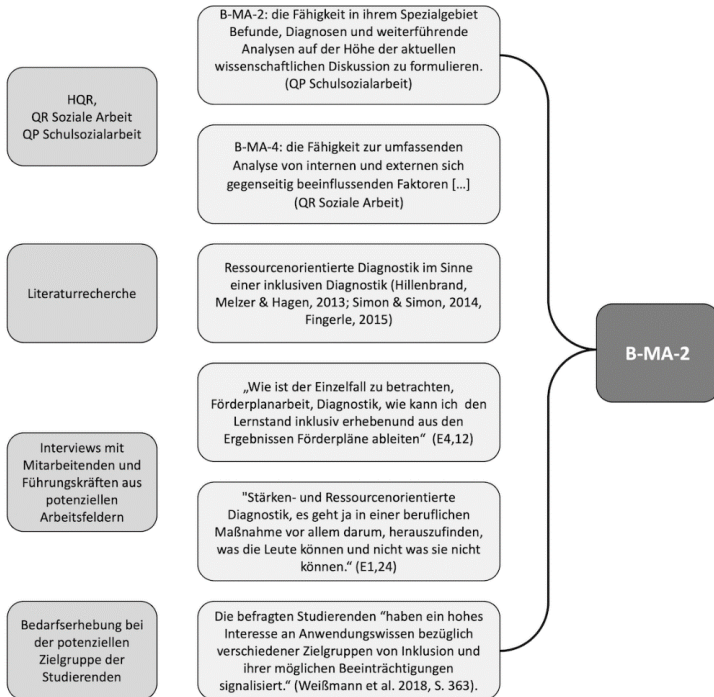 HQR,
QR Soziale Arbeit
QP Schulsozialarbeit
B-MA-2: die Fähigkeit in ihrem Spezialgebiet
Befunde, Diagnosen und weiterführende
Analysen auf der Höhe der aktuellen
wissenschaftlichen Diskussion zu formulieren.
(QP Schulsozialarbeit)
B-MA-4: die Fähigkeit zur umfassenden
Analyse von internen und externen sich
gegenseitig beeinflussenden Faktoren [...]
(QR Soziale Arbeit)
Literaturrecherche
Ressourcenorientierte Diagnostik im Sinne
einer inklusiven Diagnostik (Hillenbrand,
Melzer & Hagen, 2013; Simon & Simon, 2014,
Fingerle, 2015)
Interviews mit
Mitarbeitenden und
Führungskräften aus
potenziellen
Arbeitsfeldern
„Wie ist der Einzelfall zu betrachten,
Förderplanarbeit, Diagnostik, wie kann ich den
Lernstand inklusiv erhebenund aus den
Ergebnissen Förderpläne ableiten“ (E4,12)
"Stärken- und Ressourcenorientierte
Diagnostik, es geht ja in einer beruflichen
Maßnahme vor allem darum, herauszufinden,
was die Leute können und nicht was sie nicht
können.“ (E1,24)
Bedarfserhebung bei
der potenziellen
Zielgruppe der
Studierenden
Die befragten Studierenden “haben ein hohes
Interesse an Anwendungswissen bezüglich
verschiedener Zielgruppen von Inklusion und
ihrer möglichen Beeinträchtigungen
signalisiert.“ (Weißmann et al. 2018, S. 363).
B-MA-2